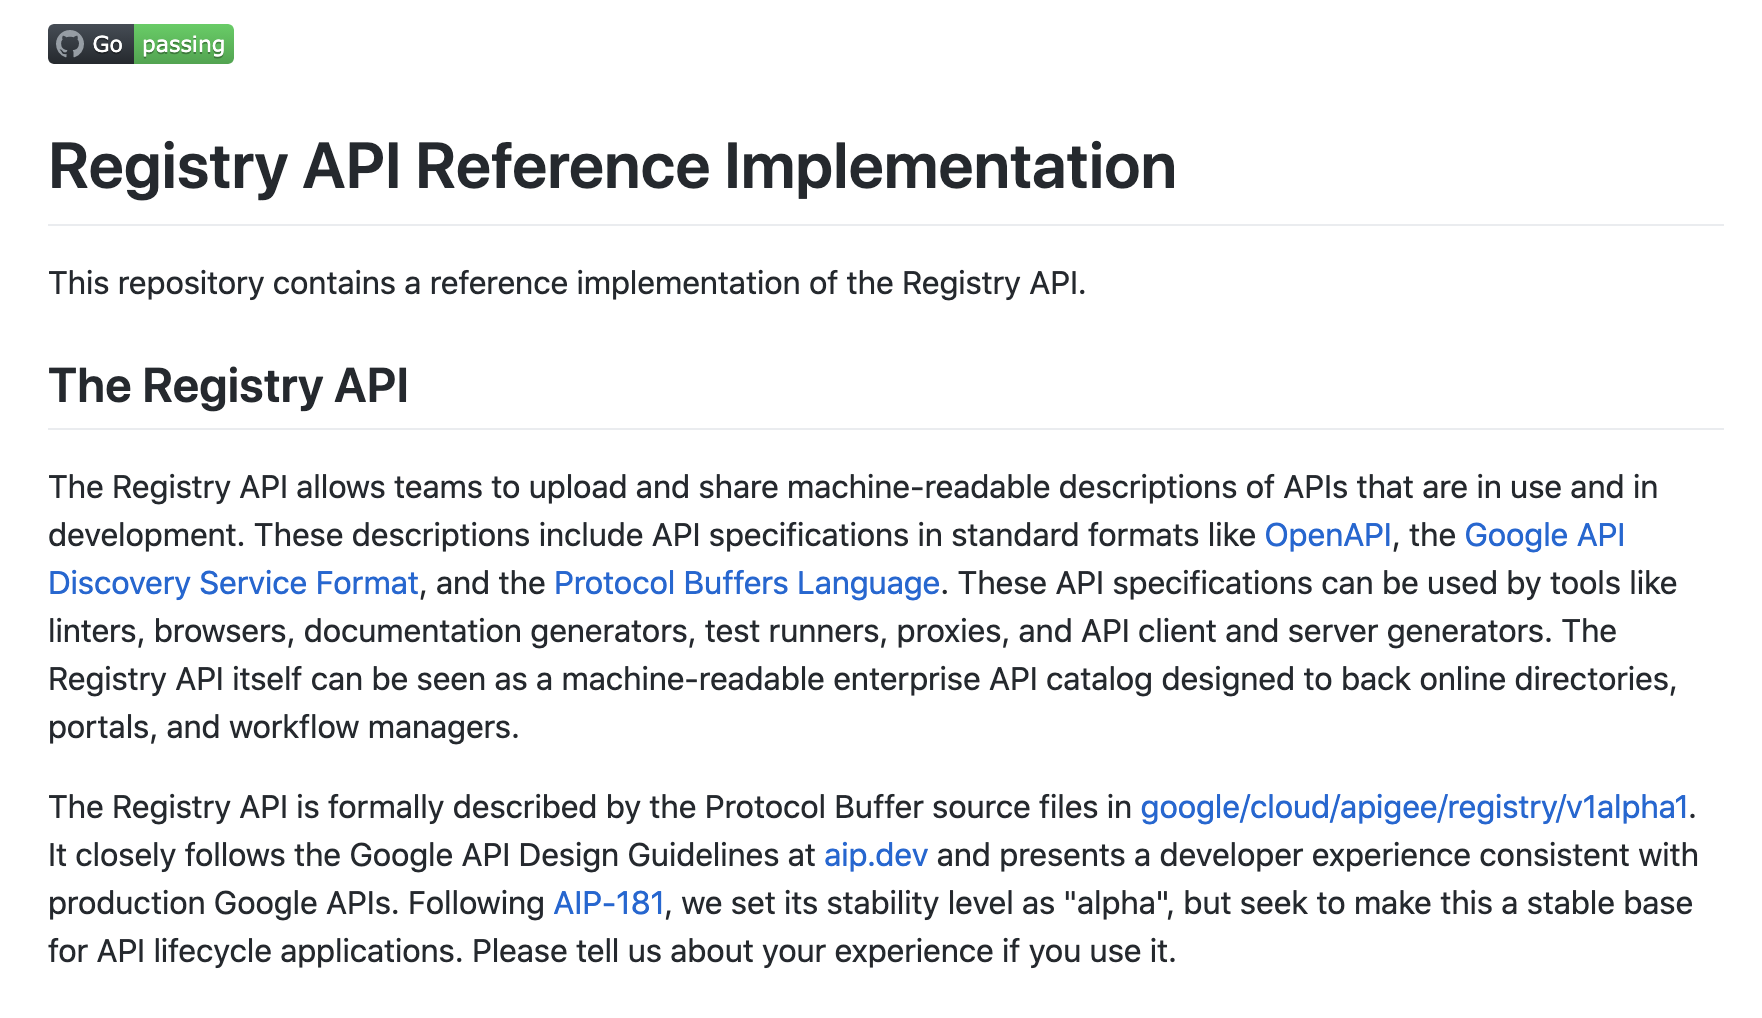 Go passing
Registry API Reference Implementation
This repository contains a reference implementation of the Registry API.
The Registry API
The Registry API allows teams to upload and share machine-readable descriptions of APIs that are in use and in
development. These descriptions include API specifications in standard formats like OpenAPI, the Google API
Discovery Service Format, and the Protocol Buffers Language. These API specifications can be used by tools like
linters, browsers, documentation generators, test runners, proxies, and API client and server generators. The
Registry API itself can be seen as a machine-readable enterprise API catalog designed to back online directories,
portals, and workflow managers.
The Registry API is formally described by the Protocol Buffer source files in google/cloud/apigee/registry/v1alpha1.
It closely follows the Google API Design Guidelines at aip.dev and presents a developer experience consistent with
production Google APIs. Following AIP-181, we set its stability level as "alpha", but seek to make this a stable base
for API lifecycle applications. Please tell us about your experience if you use it.